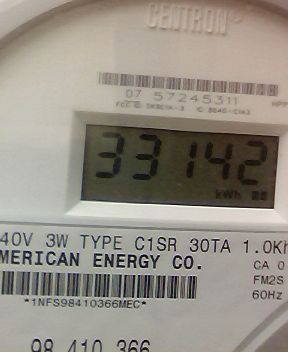 CENTRON
07 57245311
33142
kWh
40V 3W TYPE C1SR 30TA 1.0Kh
MERICAN ENERGY CO.
CA 0
FM2S
60Hz
*1NFS98410366MEC*
98 410 366